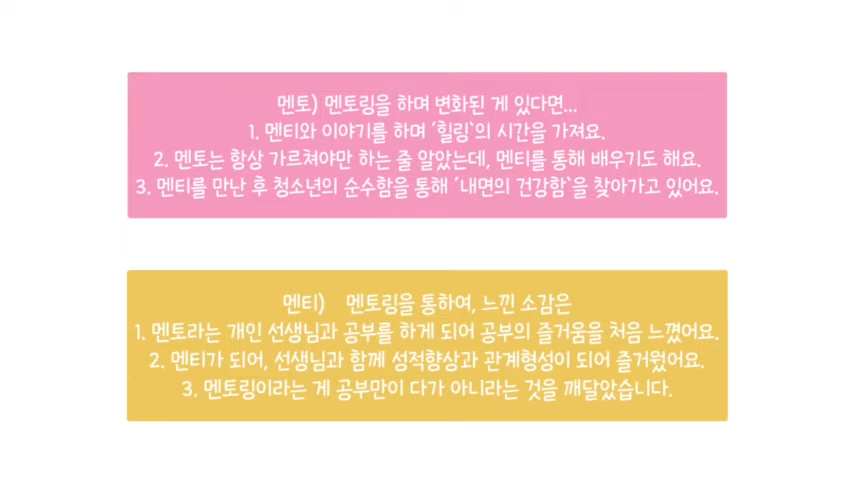 멘토) 멘토링을 하며 변화된 게 있다면...
1. 멘티와 이야기를 하며 ´힐링`의 시간을 가져요.
2. 멘토는 항상 가르쳐야만 하는 줄 알았는데, 멘티를 통해 배우기도 해요.
3. 멘티를 만난 후 청소년의 순수함을 통해 ´내면의 건강함`을 찾아가고 있어요.
멘티) 멘토링을 통하여, 느낀 소감은
1. 멘토라는 개인 선생님과 공부를 하게 되어 공부의 즐거움을 처음 느꼈어요.
2. 멘티가 되어, 선생님과 함께 성적향상과 관계형성이 되어 즐거웠어요.
3. 멘토링이라는 게 공부만이 다가 아니라는 것을 깨달았습니다.